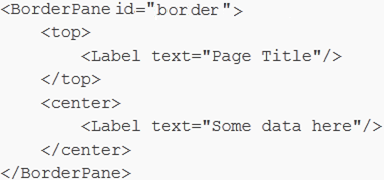 <BorderPane id="border">
    <top>
        <Label text="Page Title"/>
    </top>
    <center>
        <Label text="Some data here"/>
    </center>
</BorderPane>